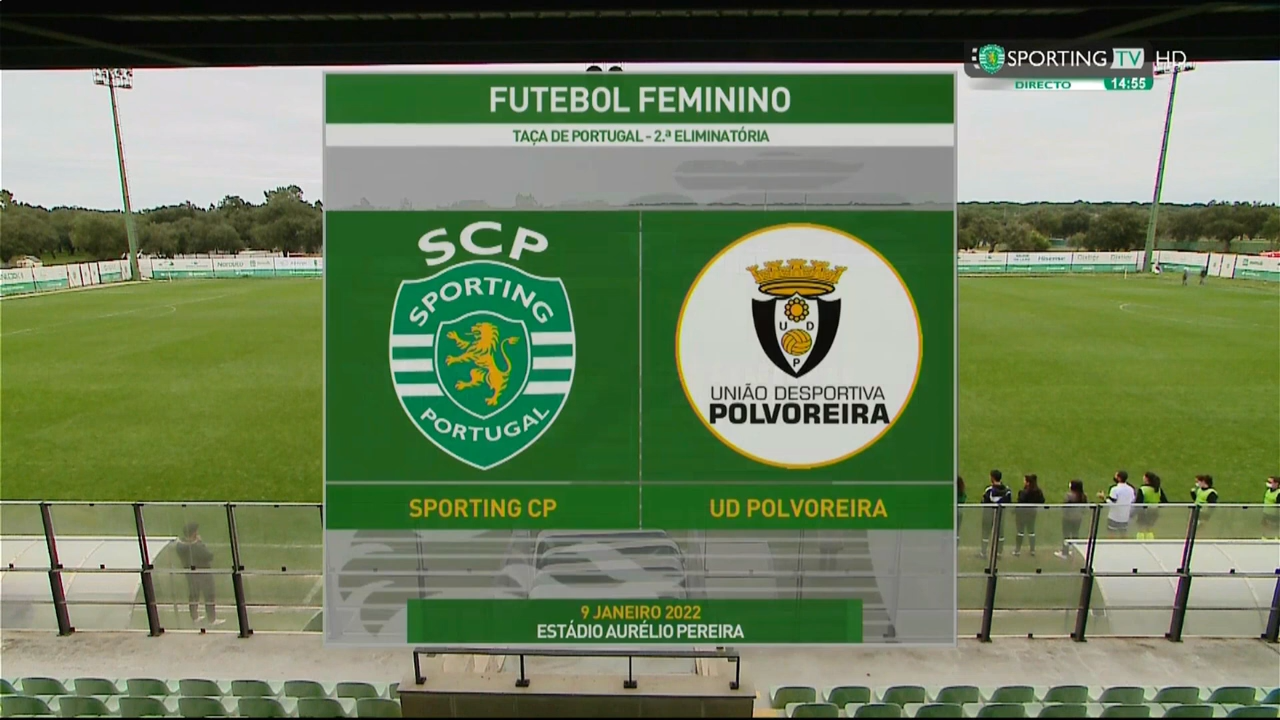 SPORTING TV HD
DIRECTO 14:55
FUTEBOL FEMININO
TAÇA DE PORTUGAL - 2.ª ELIMINATÓRIA
SCP
SPORTING
PORTUGAL
U D
P
UNIÃO DESPORTIVA
POLVOREIRA
SPORTING CP
UD POLVOREIRA
9 JANEIRO 2022
ESTÁDIO AURÉLIO PEREIRA